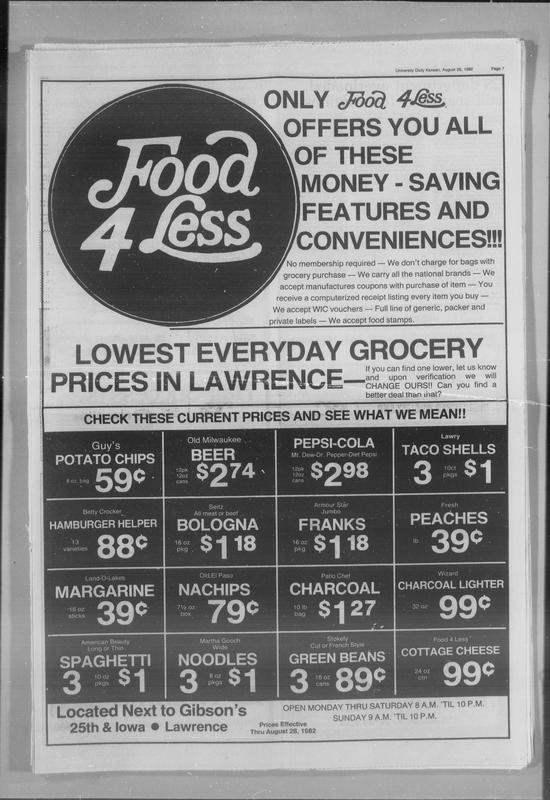 University Daily Kansan, August 26, 1982 Page 7
Food
4 Less
ONLY Food 4 Less
OFFERS YOU ALL
OF THESE
MONEY - SAVING
FEATURES AND
CONVENIENCES!!!
No membership required — We don't charge for bags with
grocery purchase — We carry all the national brands — We
accept manufactures coupons with purchase of item — You
receive a computerized receipt listing every item you buy —
We accept WIC vouchers — Full line of generic, packer and
private labels — We accept food stamps.
LOWEST EVERYDAY GROCERY
PRICES IN LAWRENCE—
If you can find one lower, let us know
and upon verification we will
CHANGE OURS!! Can you find a
better deal than that?
CHECK THESE CURRENT PRICES AND SEE WHAT WE MEAN!!
Guy's
POTATO CHIPS
8 oz. bag 59¢
Old Milwaukee
BEER
12pk
12oz
cans
$2.74
PEPSI-COLA
Mt. Dew-Dr. Pepper-Diet Pepsi
12pk
12oz
cans
$2.98
Lawry
TACO SHELLS
3 10ct
pkgs $1
Betty Crocker
HAMBURGER HELPER
13
varieties 88¢
Seitz
All meat or beef
BOLOGNA
16 oz
pkg $1 18
Armour Star
Jumbo
FRANKS
16 oz
pkg $1 18
Fresh
PEACHES
lb. 39¢
Land-O-Lakes
MARGARINE
16 oz
sticks 39¢
Old El Paso
NACHIPS
7½ oz
box 79¢
Patio Chef
CHARCOAL
10 lb
bag $1 27
Wizard
CHARCOAL LIGHTER
32 oz 99¢
American Beauty
Long or Thin
SPAGHETTI
3 10 oz
pkgs $1
Martha Gooch
Wide
NOODLES
3 8 oz
pkgs $1
Stokely
Cut or French Style
GREEN BEANS
3 16 oz
cans 89¢
Food 4 Less
COTTAGE CHEESE
24 oz
ctn 99¢
Located Next to Gibson's
25th & Iowa ● Lawrence
Prices Effective
Thru August 28, 1982
OPEN MONDAY THRU SATURDAY 8 A.M. 'TIL 10 P.M.
SUNDAY 9 A.M. 'TIL 10 P.M.